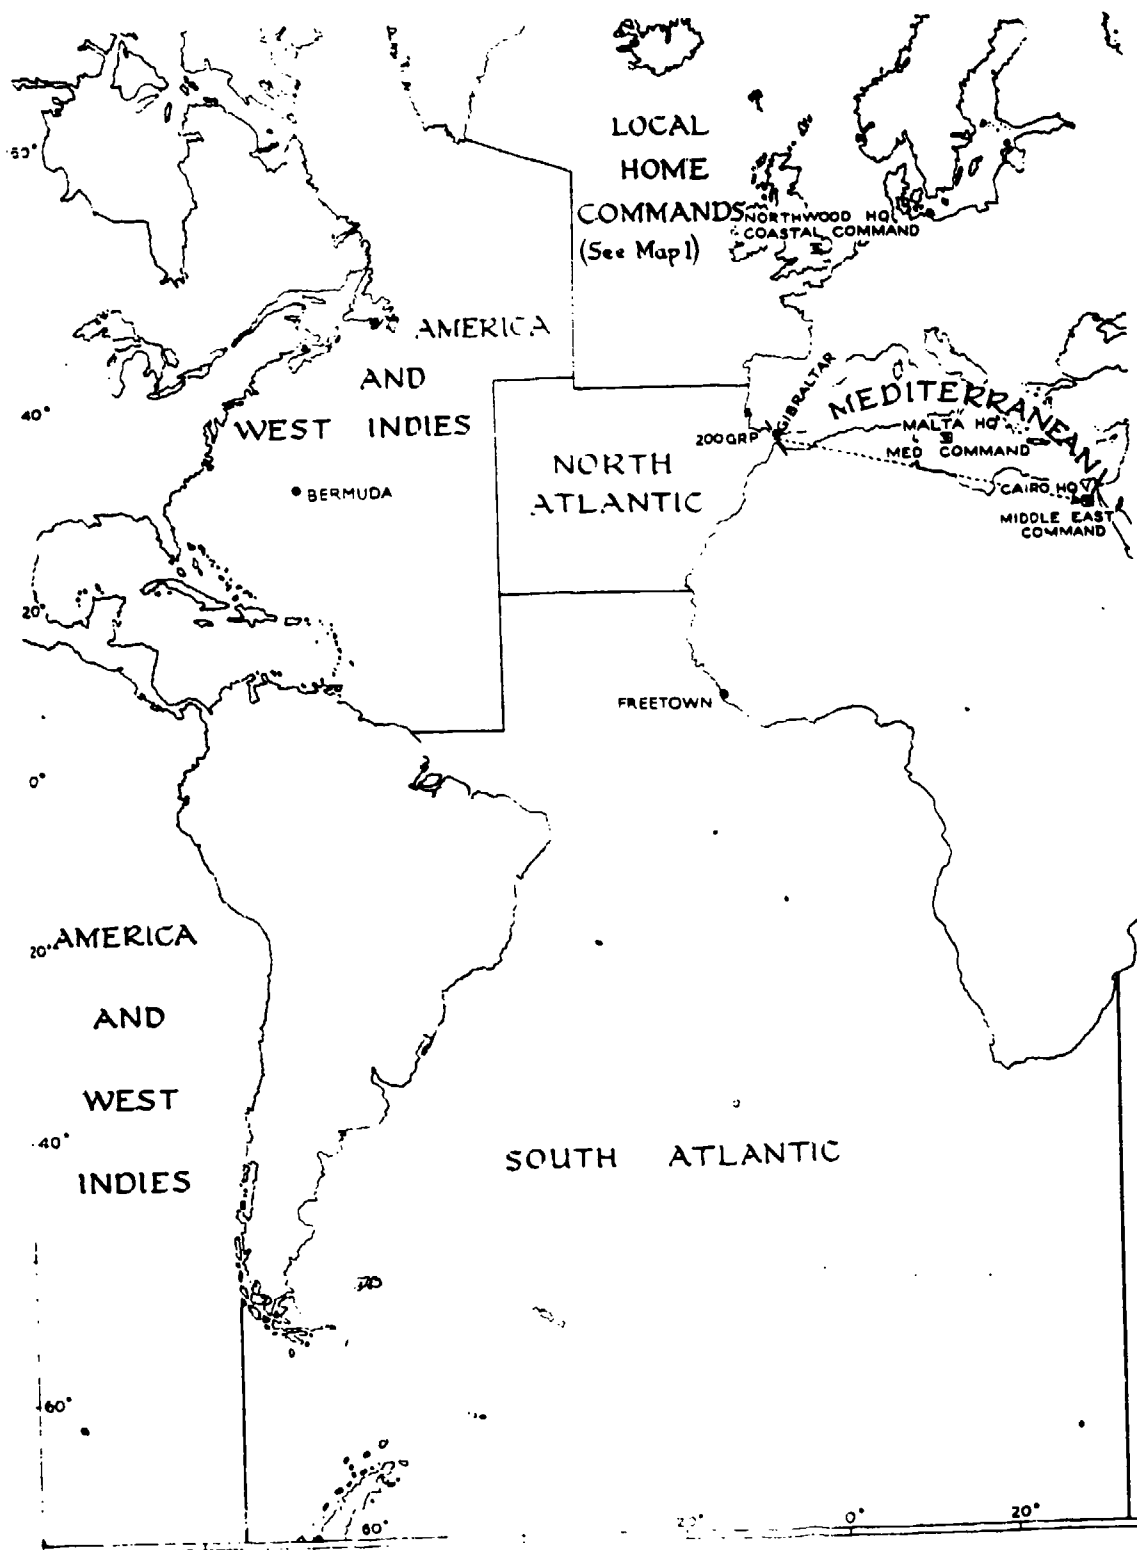 60°
LOCAL
HOME
COMMANDS
(See Map 1)
NORTHWOOD HQ
COASTAL COMMAND
AMERICA
AND
WEST INDIES
BERMUDA
40°
NORTH
ATLANTIC
200 GRP
GIBRALTAR
MEDITERRANEAN
MALTA HQ
MED COMMAND
CAIRO HQ
MIDDLE EAST
COMMAND
20°
FREETOWN
0°
20°
AMERICA
AND
WEST
INDIES
40°
SOUTH ATLANTIC
60°
60°
20°
0°
20°